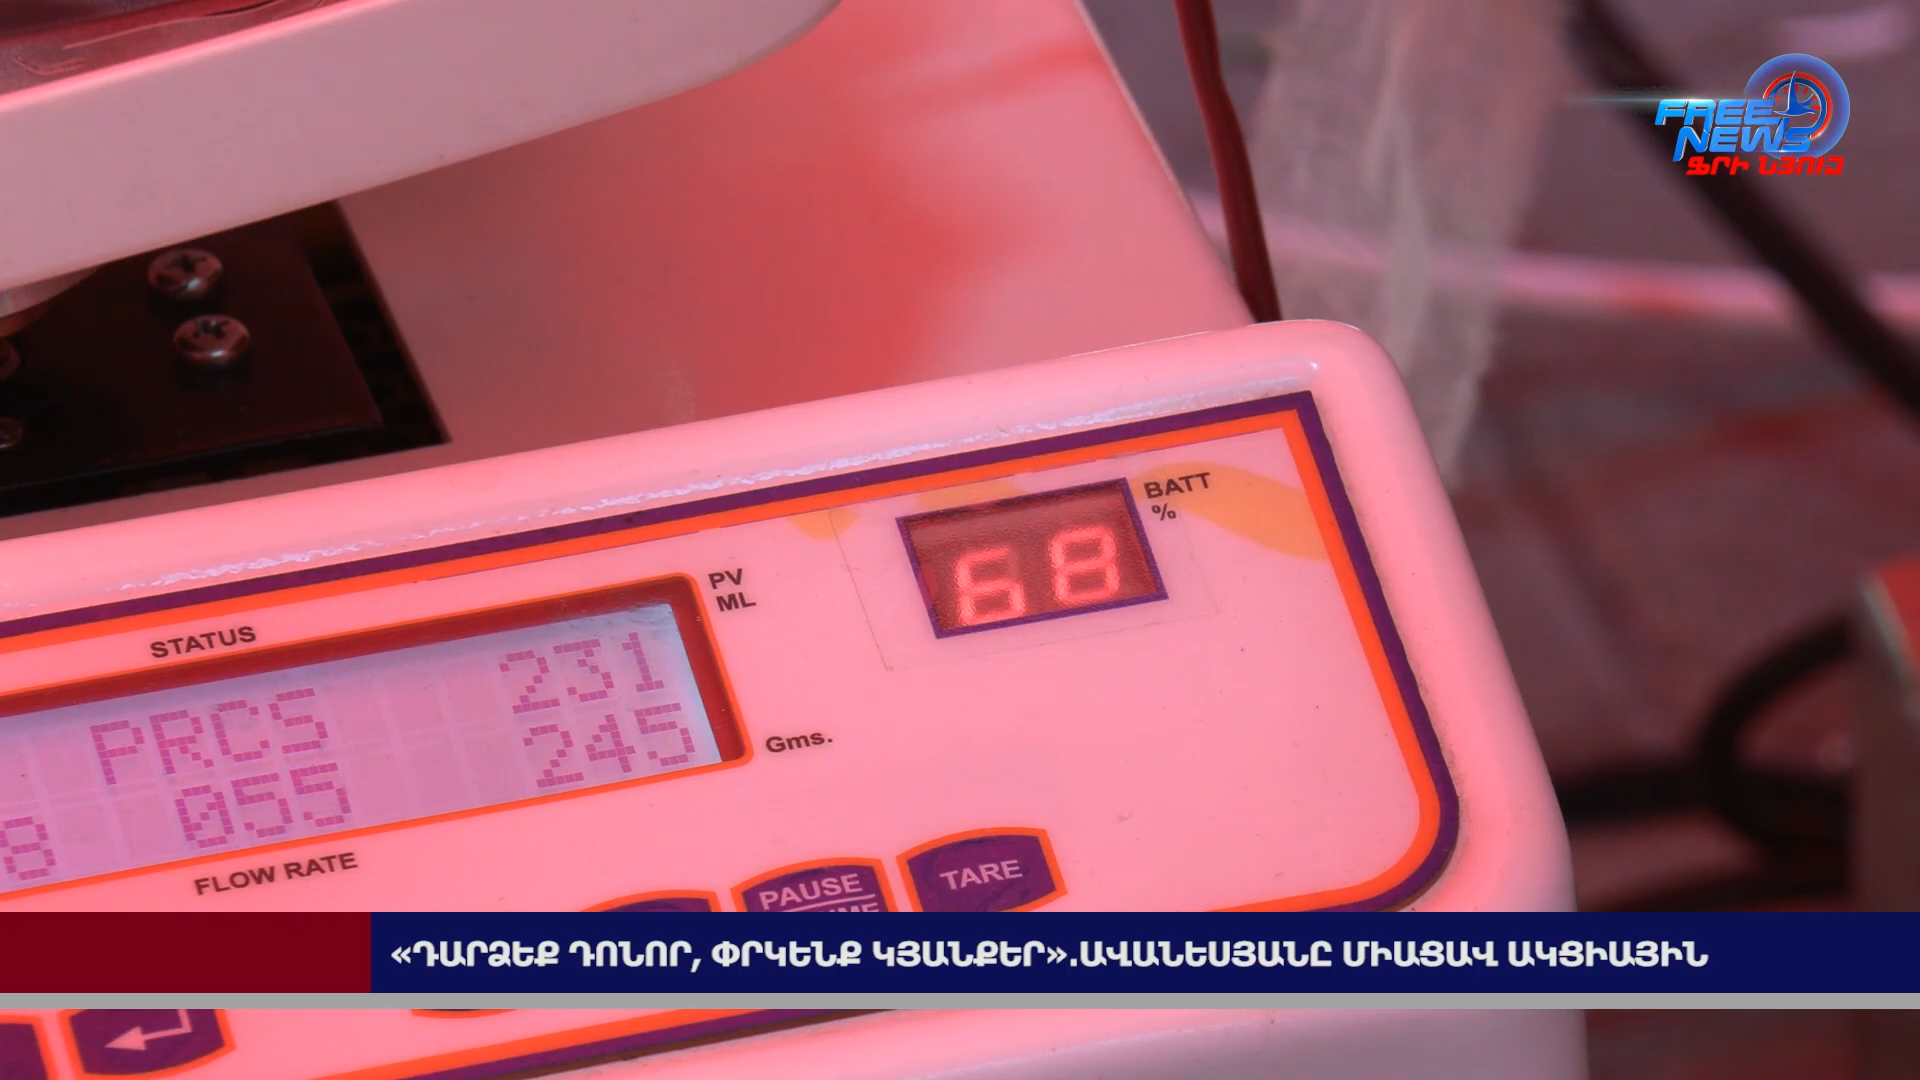 FREE
NEWS
ՖՐԻ ՆՅՈՒԶ
BATT
%
68
PV
ML
STATUS
PRCS 231
8 055 245
Gms.
FLOW RATE
PAUSE
TARE
«ԴԱՐՁԵՔ ԴՈՆՈՐ, ՓՐԿԵՆՔ ԿՅԱՆՔԵՐ».ԱՎԱՆԵՍՅԱՆԸ ՄԻԱՑԱՎ ԱԿՑԻԱՅԻՆ